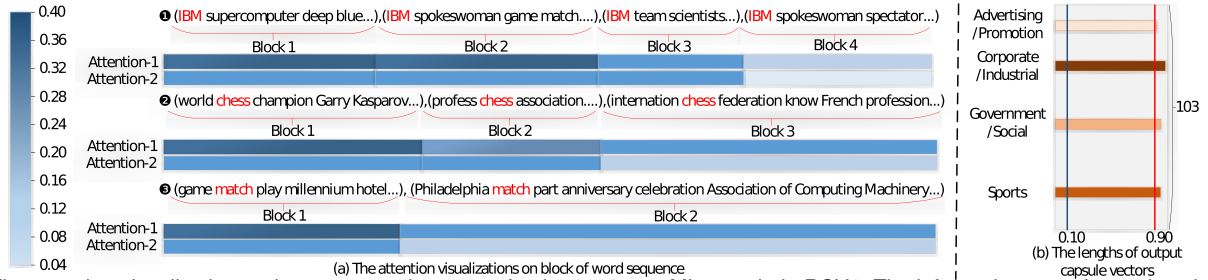 0.40
0.36
0.32
0.28
0.24
0.20
0.16
0.12
0.08
0.04
❶ (IBM supercomputer deep blue...),(IBM spokeswoman game match....),(IBM team scientists...),(IBM spokeswoman spectator...)
Block 1 Block 2 Block 3 Block 4
Attention-1
Attention-2
❷ (world chess champion Garry Kasparov...),(profess chess association....),(internation chess federation know French profession...)
Block 1 Block 2 Block 3
Attention-1
Attention-2
❸ (game match play millennium hotel...), (Philadelphia match part anniversary celebration Association of Computing Machinery...)
Block 1 Block 2
Attention-1
Attention-2
(a) The attention visualizations on block of word sequence
Advertising
/Promotion
Corporate
/Industrial
Government
/Social
Sports
103
0.10 0.90
(b) The lengths of output
capsule vectors